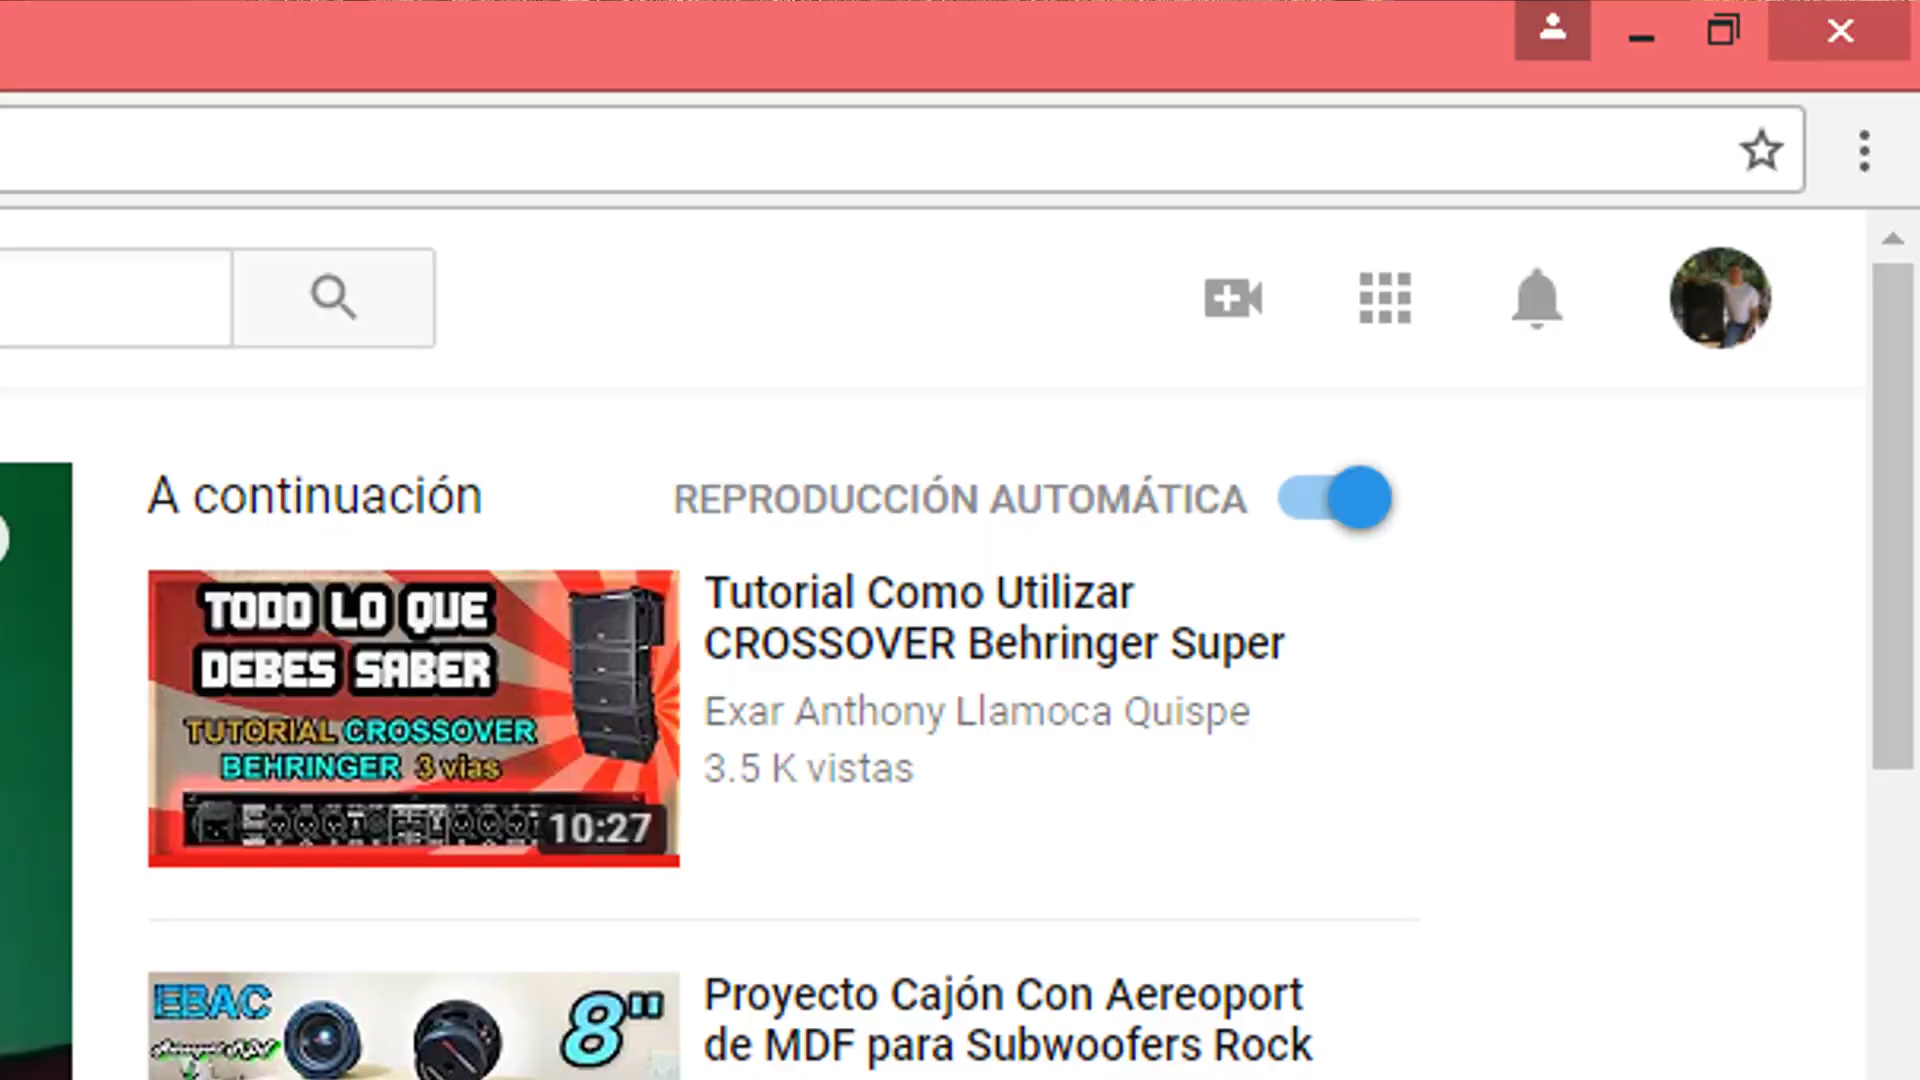 A continuación
REPRODUCCIÓN AUTOMÁTICA
TODO LO QUE
DEBES SABER
TUTORIAL CROSSOVER
BEHRINGER 3 vias
10:27
Tutorial Como Utilizar
CROSSOVER Behringer Super
Exar Anthony Llamoca Quispe
3.5 K vistas
EBAC
8"
Proyecto Cajón Con Aereoport
de MDF para Subwoofers Rock